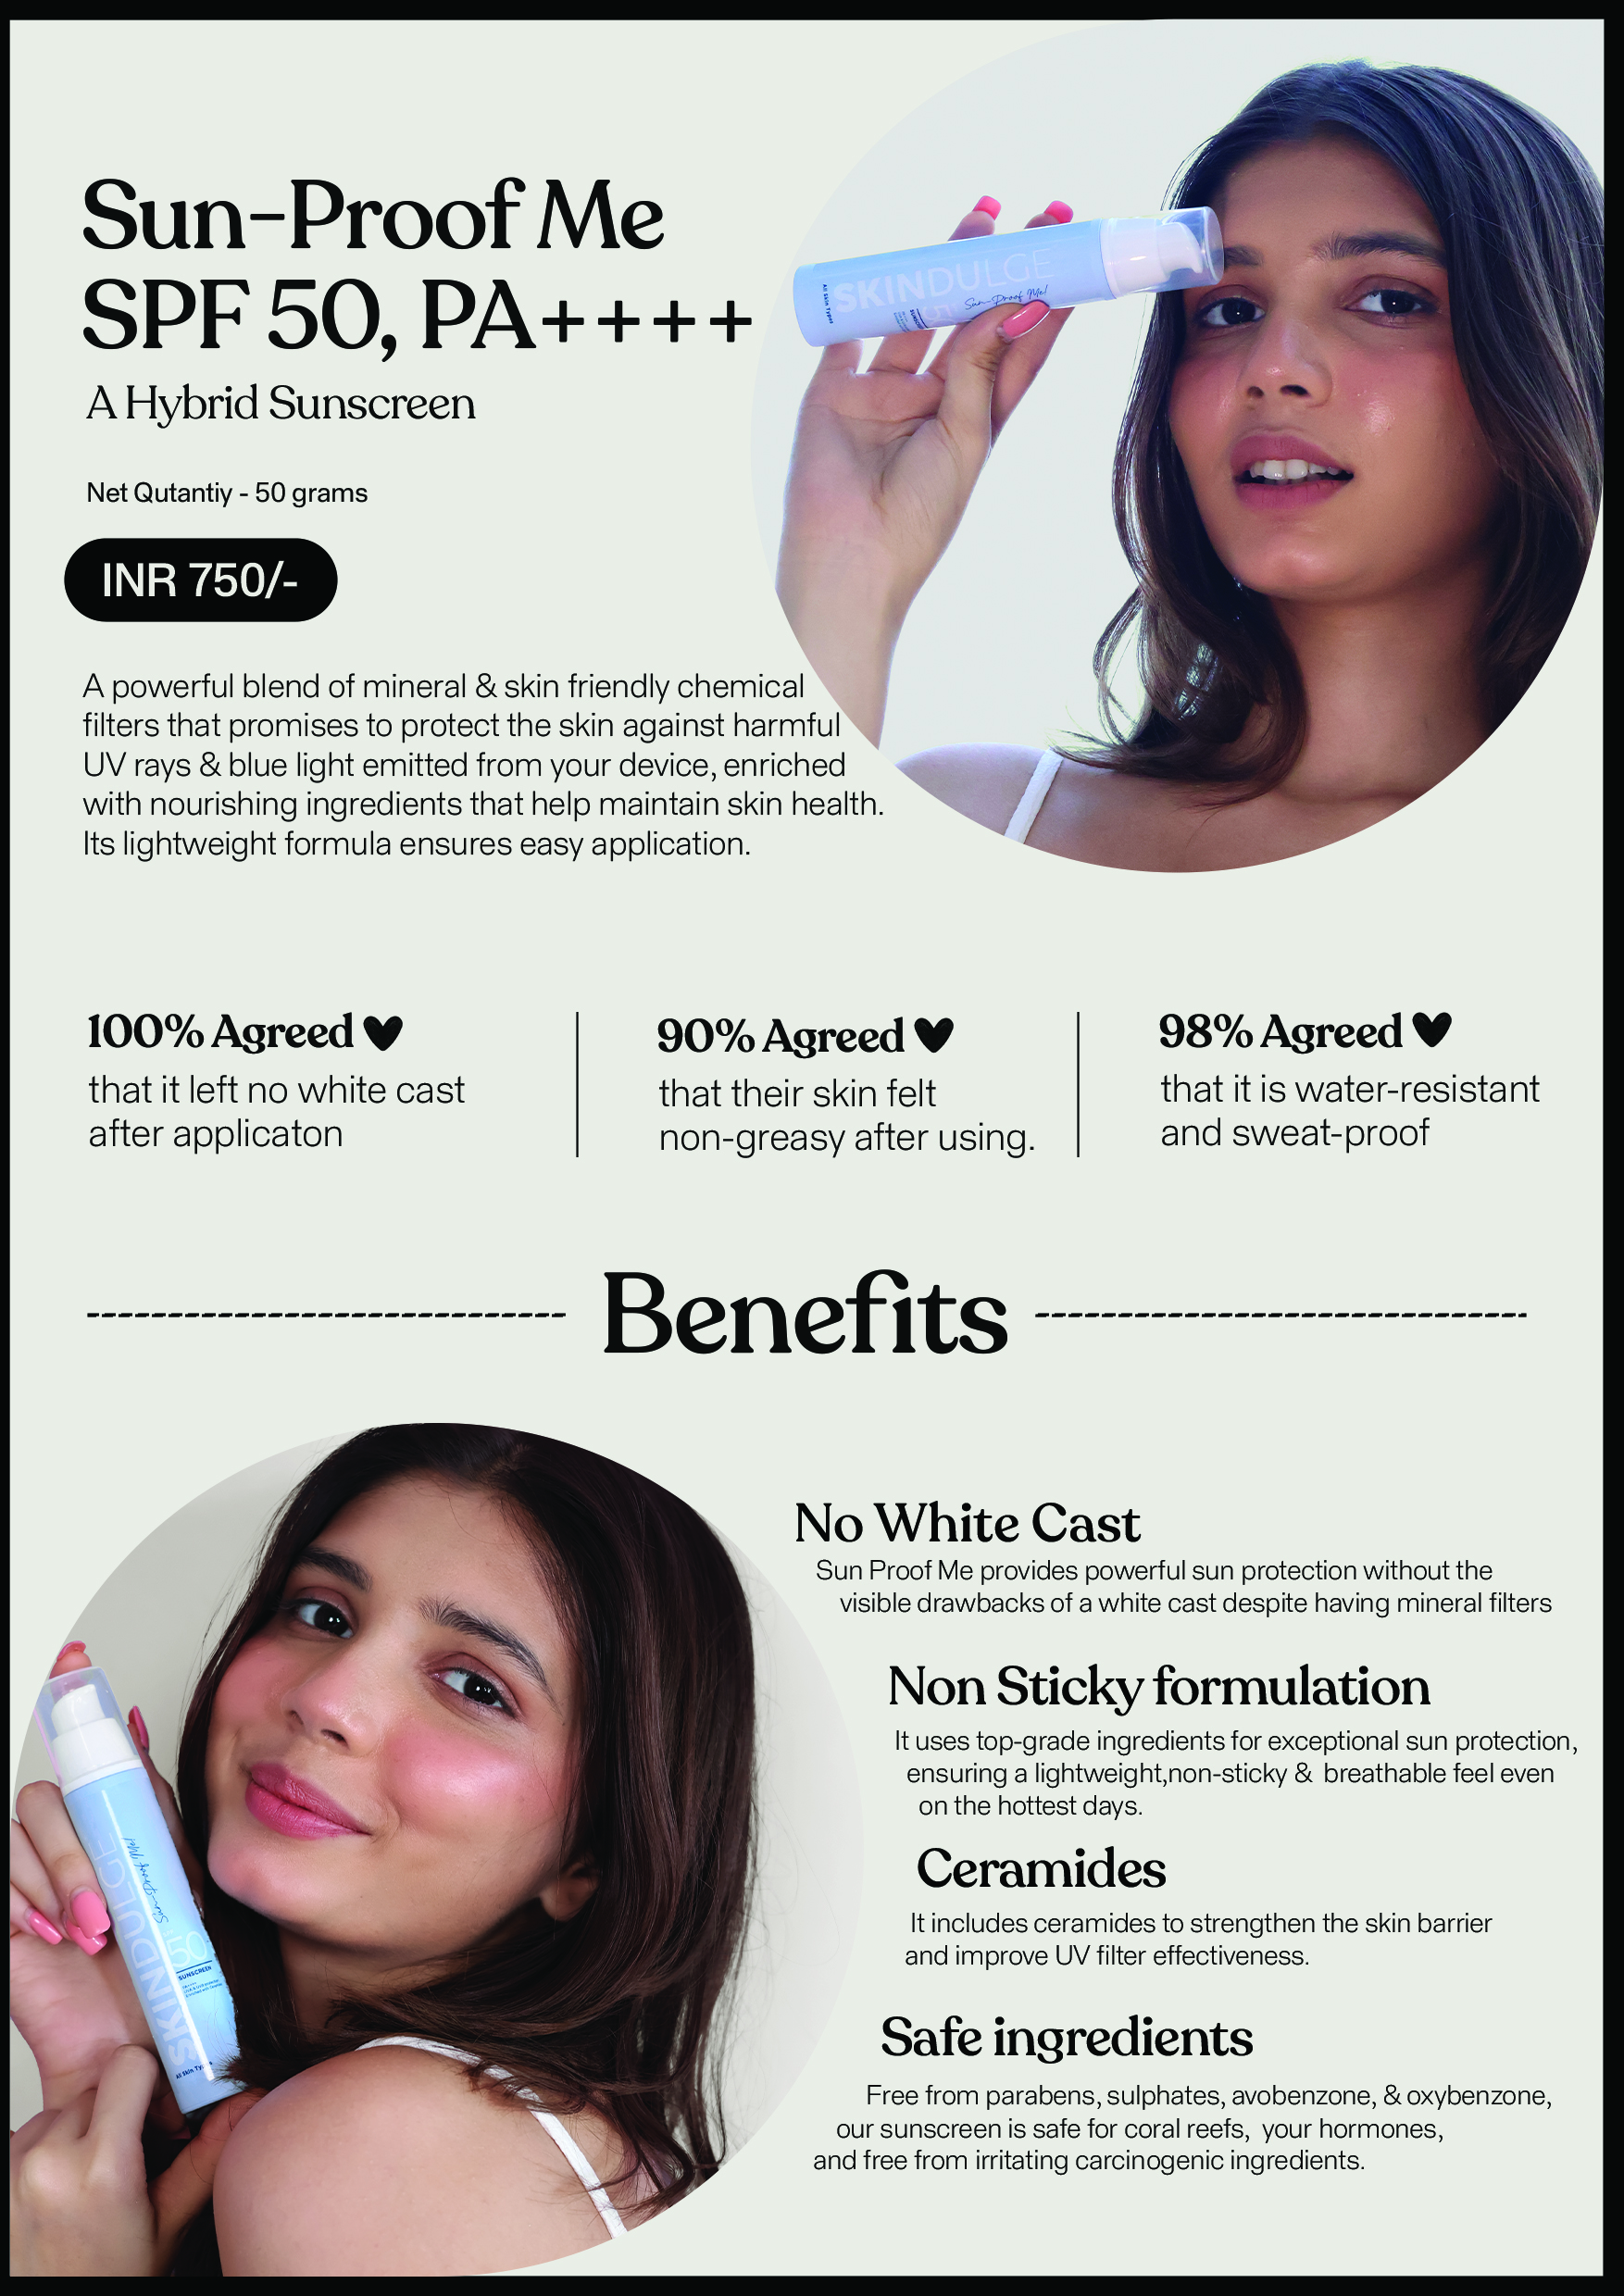 Sun-Proof Me
SPF 50, PA++++
A Hybrid Sunscreen
Net Qutantiy - 50 grams
INR 750/-
A powerful blend of mineral & skin friendly chemical
filters that promises to protect the skin against harmful
UV rays & blue light emitted from your device, enriched
with nourishing ingredients that help maintain skin health.
Its lightweight formula ensures easy application.
SKINDULGE
Sun-Proof Me!
All Skin Types
100% Agreed
that it left no white cast
after applicaton
90% Agreed
that their skin felt
non-greasy after using.
98% Agreed
that it is water-resistant
and sweat-proof
Benefits
No White Cast
Sun Proof Me provides powerful sun protection without the
visible drawbacks of a white cast despite having mineral filters
Non Sticky formulation
It uses top-grade ingredients for exceptional sun protection,
ensuring a lightweight,non-sticky &  breathable feel even
on the hottest days.
Ceramides
It includes ceramides to strengthen the skin barrier
and improve UV filter effectiveness.
Safe ingredients
Free from parabens, sulphates, avobenzone, & oxybenzone,
our sunscreen is safe for coral reefs,  your hormones,
and free from irritating carcinogenic ingredients.
SKINDULGE
Sun-Proof Me!
50
SUNSCREEN
All Skin Types